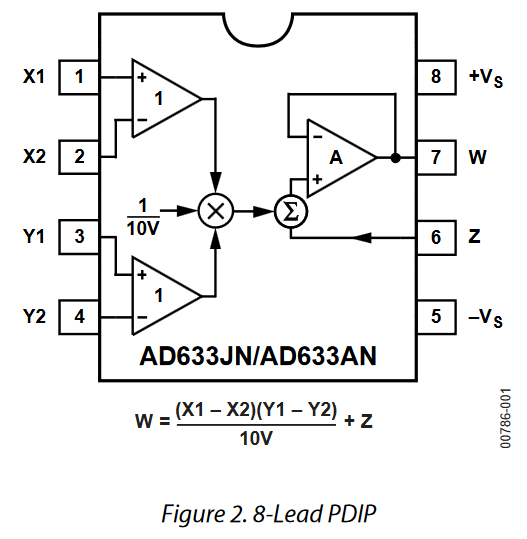 X1 1 + 1 8 +VS
X2 2 – – A 7 W
+
1
10V × Σ
Y1 3 + 6 Z
1
Y2 4 – 5 –VS
AD633JN/AD633AN
W = (X1 – X2)(Y1 – Y2) + Z
10V
00786-001
Figure 2. 8-Lead PDIP